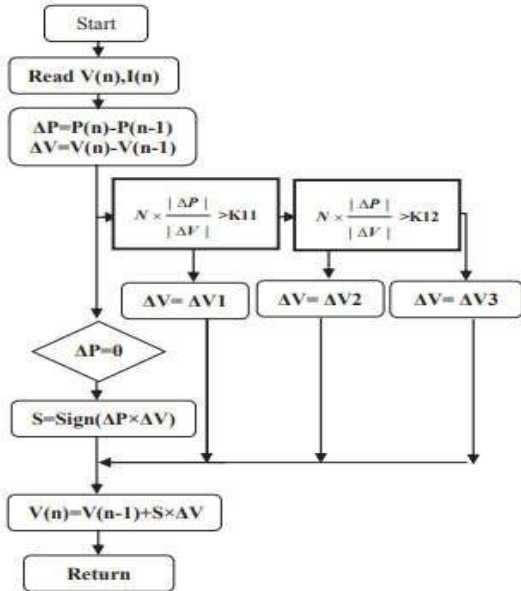 Start
Read V(n),I(n)
ΔP=P(n)-P(n-1)
ΔV=V(n)-V(n-1)
N × | ΔP | / | ΔV | >K11
N × | ΔP | / | ΔV | >K12
ΔV= ΔV1
ΔV= ΔV2
ΔV= ΔV3
ΔP=0
S=Sign(ΔP×ΔV)
V(n)=V(n-1)+S×ΔV
Return